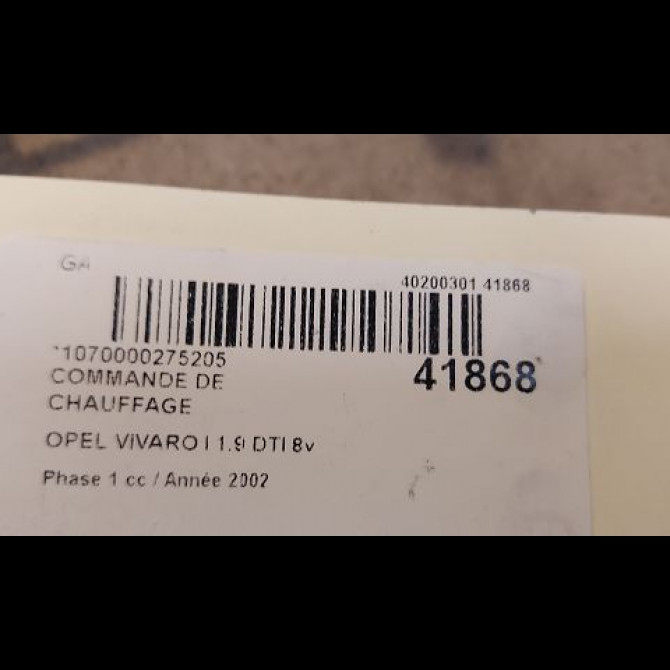 GA
40200301 41868
*1070000275205
41868
COMMANDE DE
CHAUFFAGE
OPEL VIVARO I 1.9 DTI 8v
Phase 1 cc / Année 2002